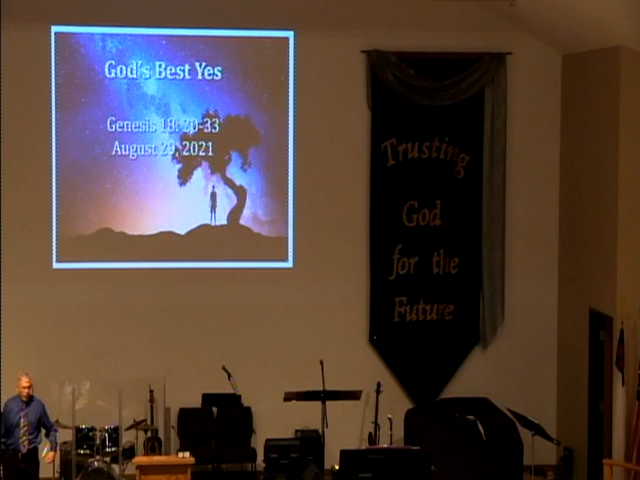 God's Best Yes
Genesis 18: 20-33
August 29, 2021
Trusting
God
for the
Future